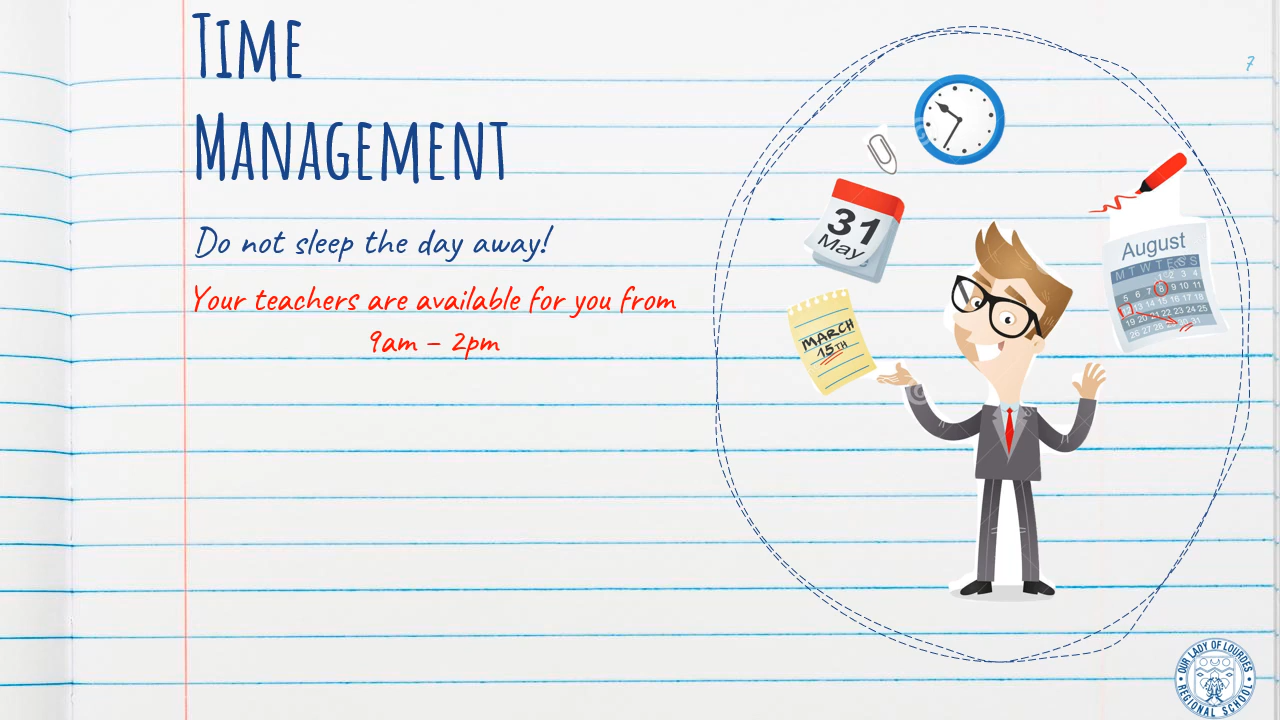 Time
Management
7
Do not sleep the day away!
Your teachers are available for you from
9am – 2pm
31
May
MARCH
15TH
August
M T W T F S S
OUR LADY OF LOURDES
REGIONAL SCHOOL